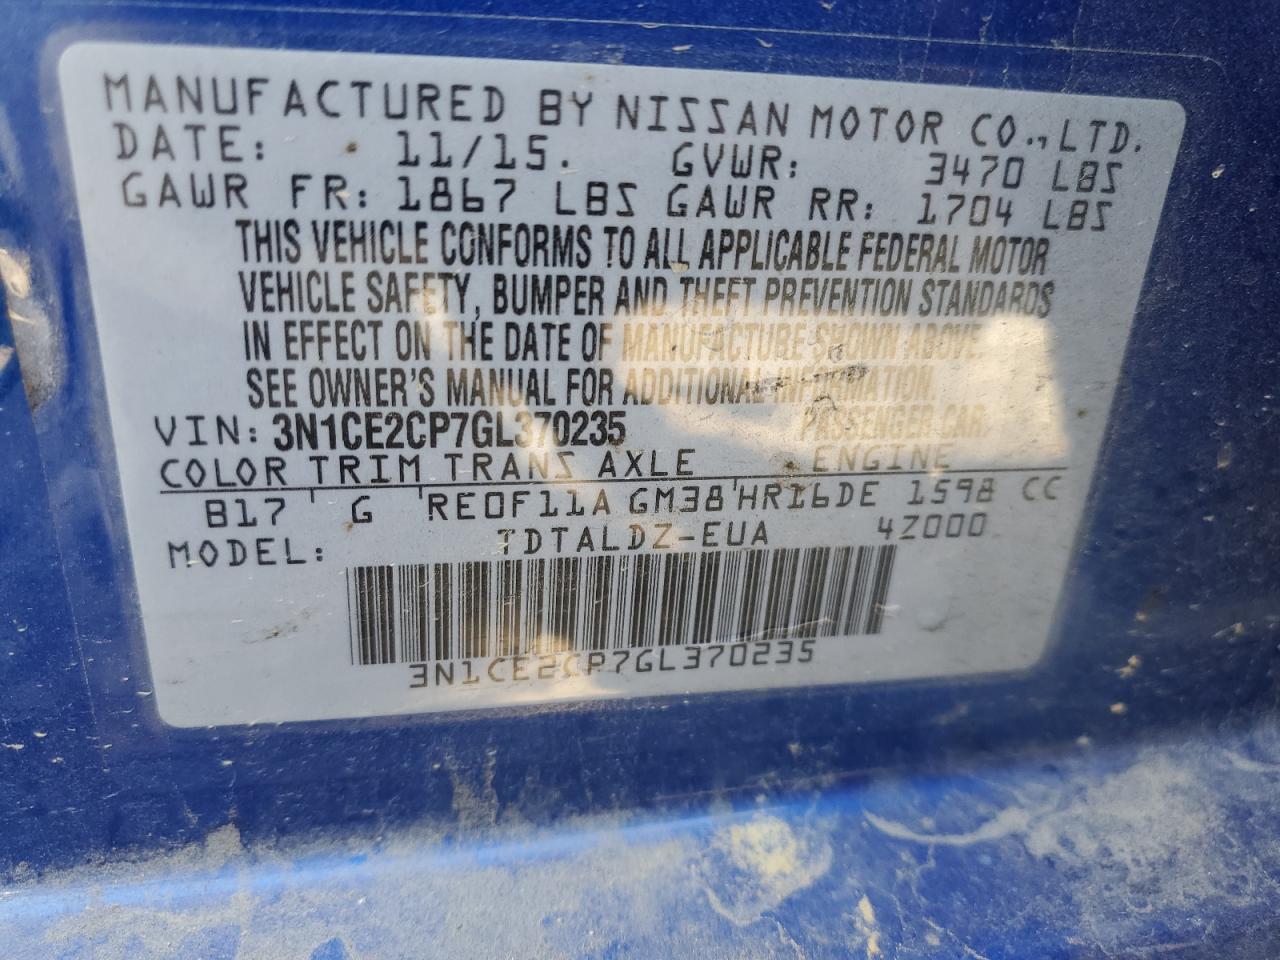 MANUFACTURED BY NISSAN MOTOR CO., LTD.
DATE: 11/15. GVWR: 3470 LBS
GAWR FR: 1867 LBS GAWR RR: 1704 LBS
THIS VEHICLE CONFORMS TO ALL APPLICABLE FEDERAL MOTOR
VEHICLE SAFETY, BUMPER AND THEFT PREVENTION STANDARDS
IN EFFECT ON THE DATE OF MANUFACTURE SHOWN ABOVE.
SEE OWNER'S MANUAL FOR ADDITIONAL INFORMATION.
VIN: 3N1CE2CP7GL370235 PASSENGER CAR
COLOR TRIM TRANS AXLE ENGINE
B17 ' G ' RE0F11A GM38 ' HR16DE 1598 CC
MODEL: TDTALDZ-EUA 4Z000
3N1CE2CP7GL370235